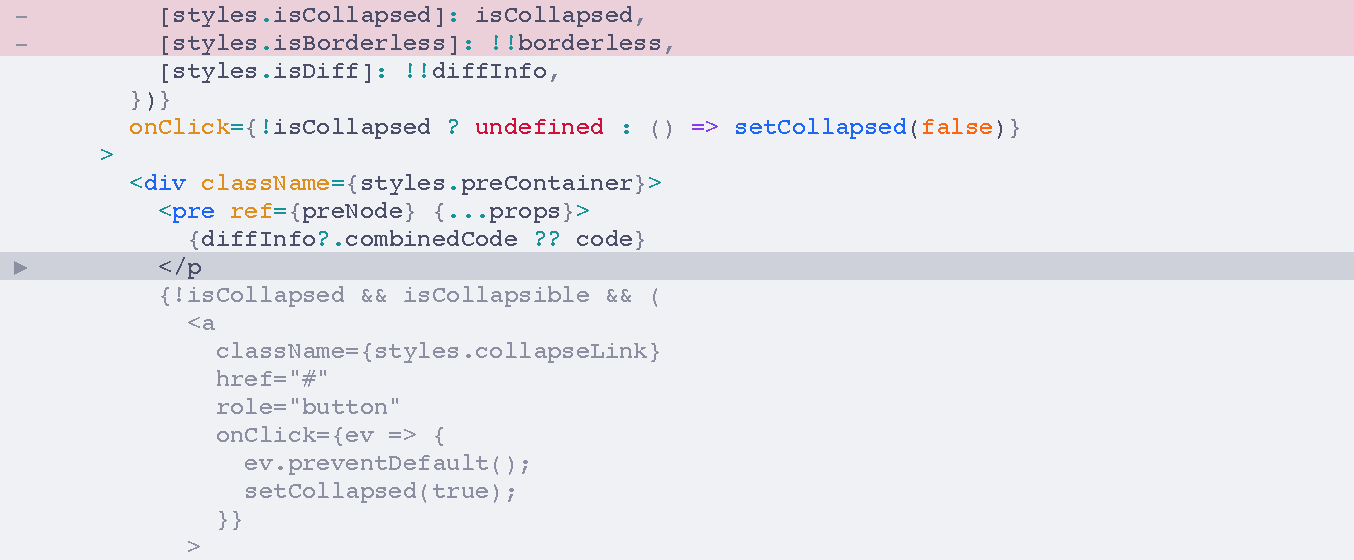 –        [styles.isCollapsed]: isCollapsed,
–        [styles.isBorderless]: !!borderless,
         [styles.isDiff]: !!diffInfo,
       })}
       onClick={!isCollapsed ? undefined : () => setCollapsed(false)}
     >
       <div className={styles.preContainer}>
         <pre ref={preNode} {...props}>
           {diffInfo?.combinedCode ?? code}
▶        </p
         {!isCollapsed && isCollapsible && (
           <a
             className={styles.collapseLink}
             href="#"
             role="button"
             onClick={ev => {
               ev.preventDefault();
               setCollapsed(true);
             }}
           >